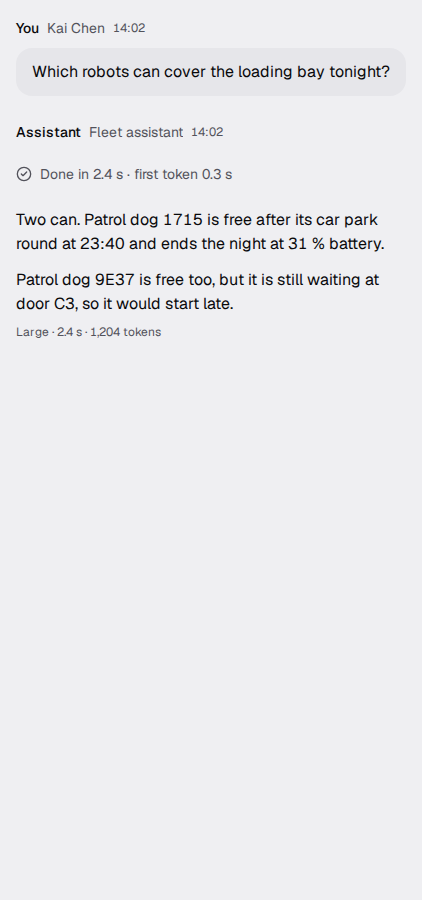 You Kai Chen 14:02
Which robots can cover the loading bay tonight?
Assistant Fleet assistant 14:02
Done in 2.4 s · first token 0.3 s
Two can. Patrol dog 1715 is free after its car park
round at 23:40 and ends the night at 31 % battery.
Patrol dog 9E37 is free too, but it is still waiting at
door C3, so it would start late.
Large · 2.4 s · 1,204 tokens